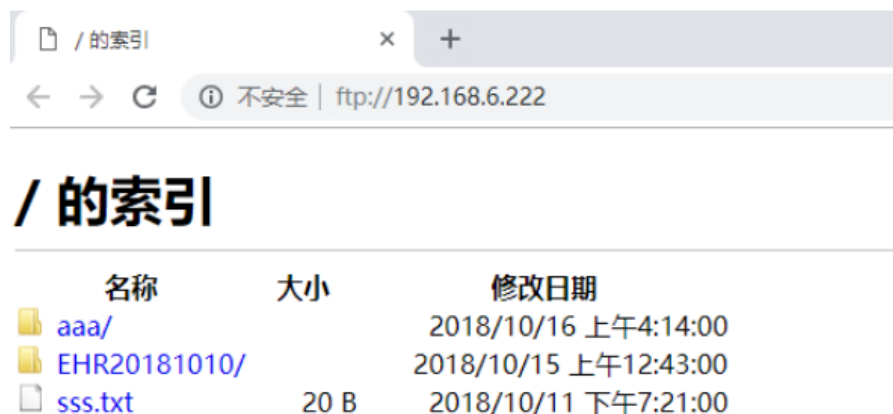 / 的索引
不安全 | ftp://192.168.6.222
/ 的索引
名称 大小 修改日期
aaa/ 2018/10/16 上午4:14:00
EHR20181010/ 2018/10/15 上午12:43:00
sss.txt 20 B 2018/10/11 下午7:21:00